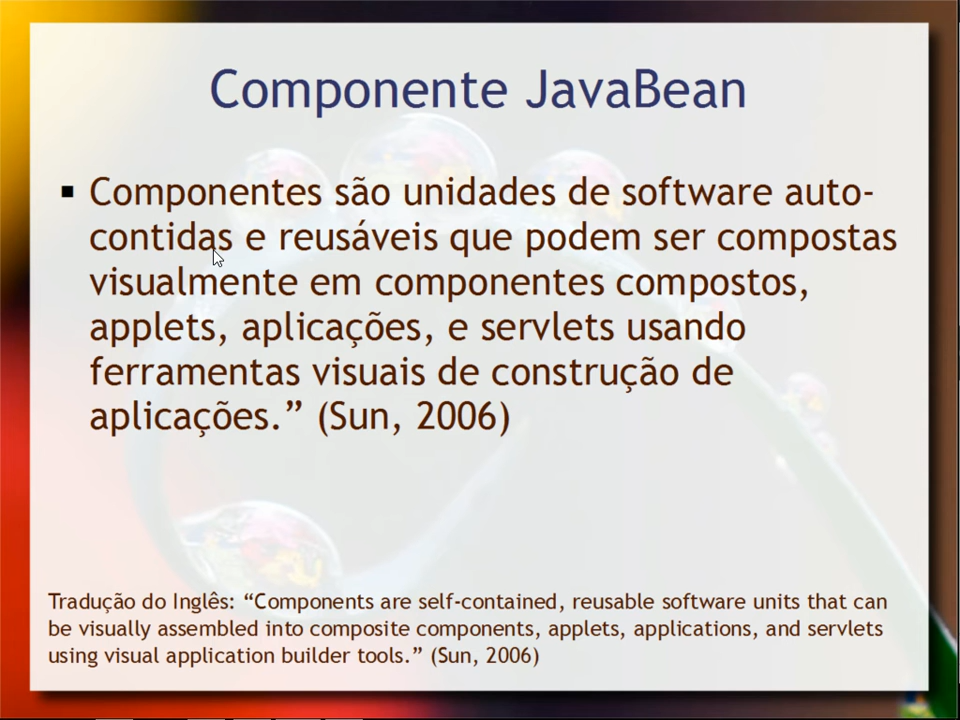 Componente JavaBean
▪ Componentes são unidades de software auto-
contidas e reusáveis que podem ser compostas
visualmente em componentes compostos,
applets, aplicações, e servlets usando
ferramentas visuais de construção de
aplicações.” (Sun, 2006)
Tradução do Inglês: “Components are self-contained, reusable software units that can
be visually assembled into composite components, applets, applications, and servlets
using visual application builder tools.” (Sun, 2006)